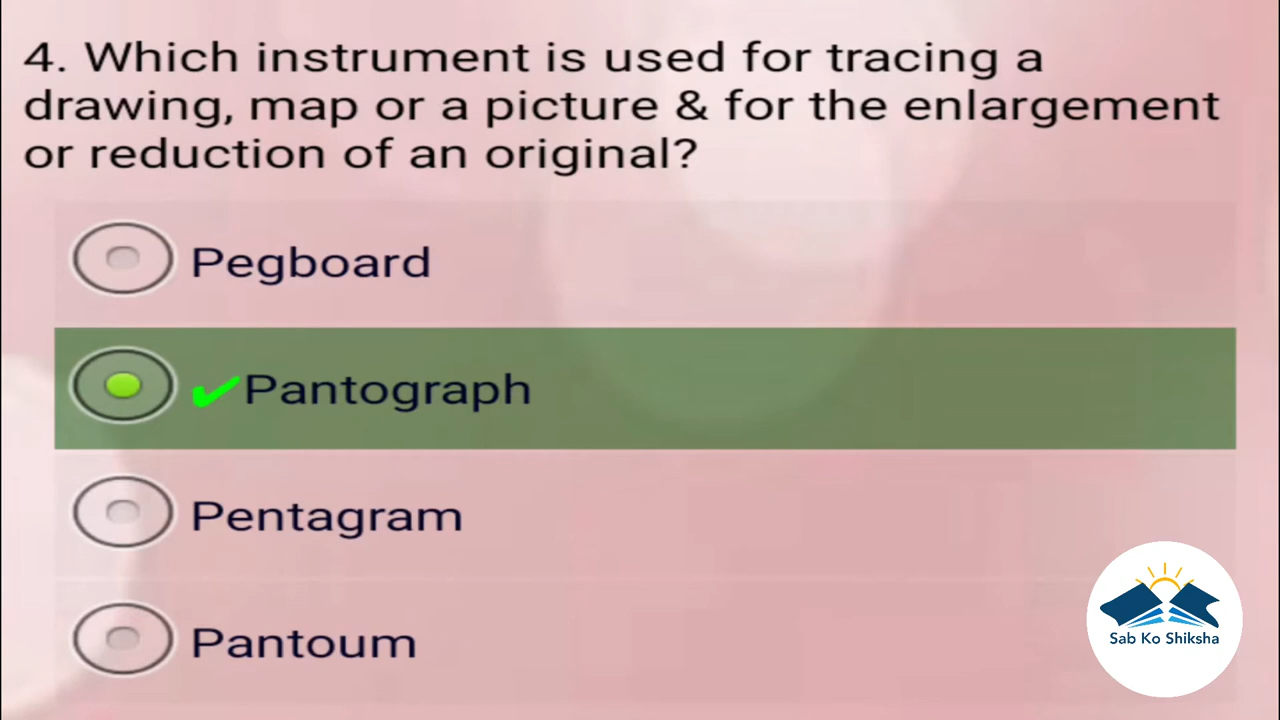 4. Which instrument is used for tracing a
drawing, map or a picture & for the enlargement
or reduction of an original?
Pegboard
✔Pantograph
Pentagram
Pantoum
Sab Ko Shiksha